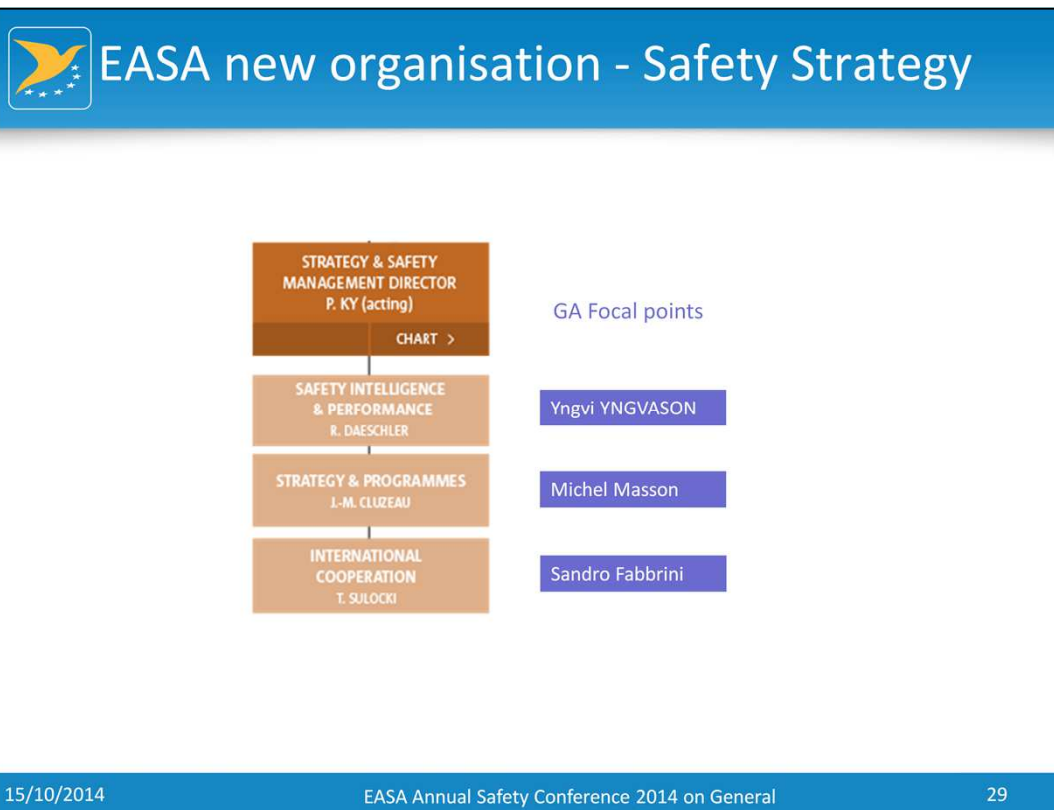 EASA new organisation - Safety Strategy
STRATEGY & SAFETY
MANAGEMENT DIRECTOR
P. KY (acting)
CHART >
GA Focal points
SAFETY INTELLIGENCE
& PERFORMANCE
R. DAESCHLER
Yngvi YNGVASON
STRATEGY & PROGRAMMES
J.-M. CLUZEAU
Michel Masson
INTERNATIONAL
COOPERATION
T. SULOCKI
Sandro Fabbrini
15/10/2014
EASA Annual Safety Conference 2014 on General
29